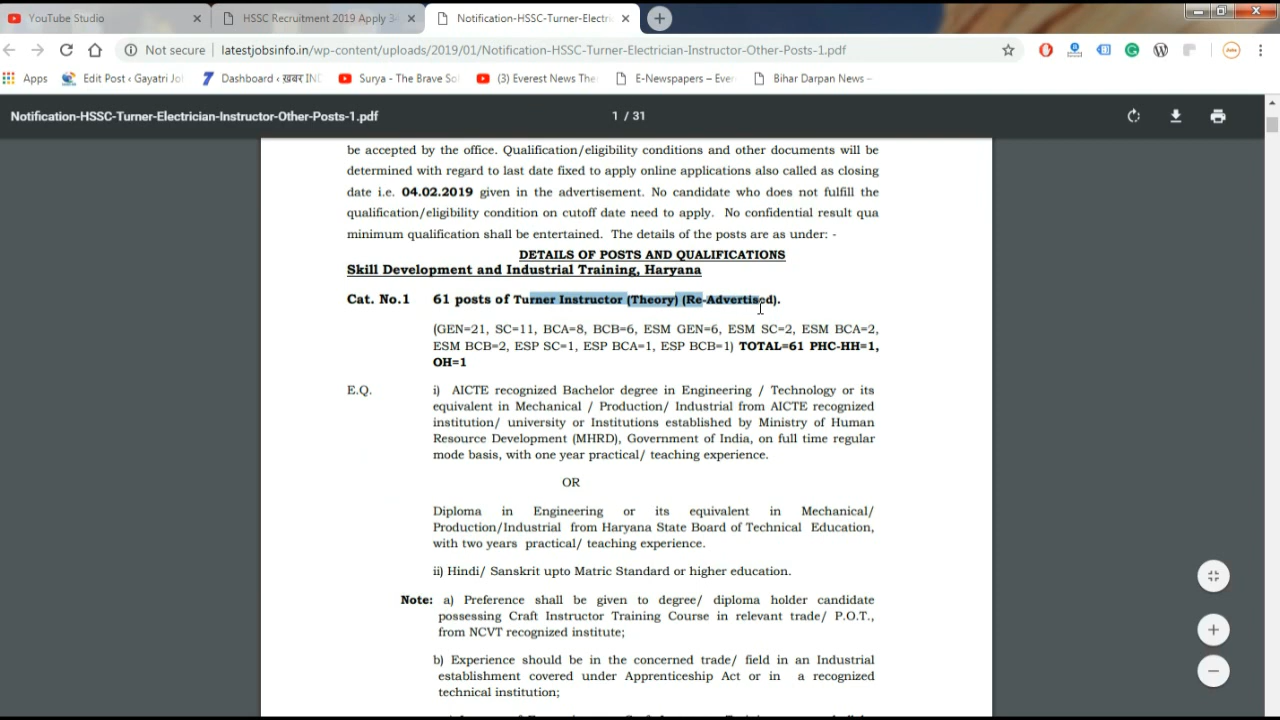 YouTube Studio
HSSC Recruitment 2019 Apply 3
Notification-HSSC-Turner-Electri
Not secure
latestjobsinfo.in/wp-content/uploads/2019/01/Notification-HSSC-Turner-Electrician-Instructor-Other-Posts-1.pdf
Apps
Edit Post ‹ Gayatri Jo
Dashboard ‹ ख़बर IND
Surya - The Brave So
(3) Everest News The
E-Newspapers – Ever
Bihar Darpan News –
Notification-HSSC-Turner-Electrician-Instructor-Other-Posts-1.pdf
1 / 31
be accepted by the office. Qualification/eligibility conditions and other documents will be
determined with regard to last date fixed to apply online applications also called as closing
date i.e. 04.02.2019 given in the advertisement. No candidate who does not fulfill the
qualification/eligibility condition on cutoff date need to apply. No confidential result qua
minimum qualification shall be entertained. The details of the posts are as under: -
DETAILS OF POSTS AND QUALIFICATIONS
Skill Development and Industrial Training, Haryana
Cat. No.1 61 posts of Turner Instructor (Theory) (Re-Advertised).
(GEN=21, SC=11, BCA=8, BCB=6, ESM GEN=6, ESM SC=2, ESM BCA=2,
ESM BCB=2, ESP SC=1, ESP BCA=1, ESP BCB=1) TOTAL=61 PHC-HH=1,
OH=1
E.Q. i) AICTE recognized Bachelor degree in Engineering / Technology or its
equivalent in Mechanical / Production/ Industrial from AICTE recognized
institution/ university or Institutions established by Ministry of Human
Resource Development (MHRD), Government of India, on full time regular
mode basis, with one year practical/ teaching experience.
OR
Diploma in Engineering or its equivalent in Mechanical/
Production/Industrial from Haryana State Board of Technical Education,
with two years practical/ teaching experience.
ii) Hindi/ Sanskrit upto Matric Standard or higher education.
Note: a) Preference shall be given to degree/ diploma holder candidate
possessing Craft Instructor Training Course in relevant trade/ P.O.T.,
from NCVT recognized institute;
b) Experience should be in the concerned trade/ field in an Industrial
establishment covered under Apprenticeship Act or in a recognized
technical institution;